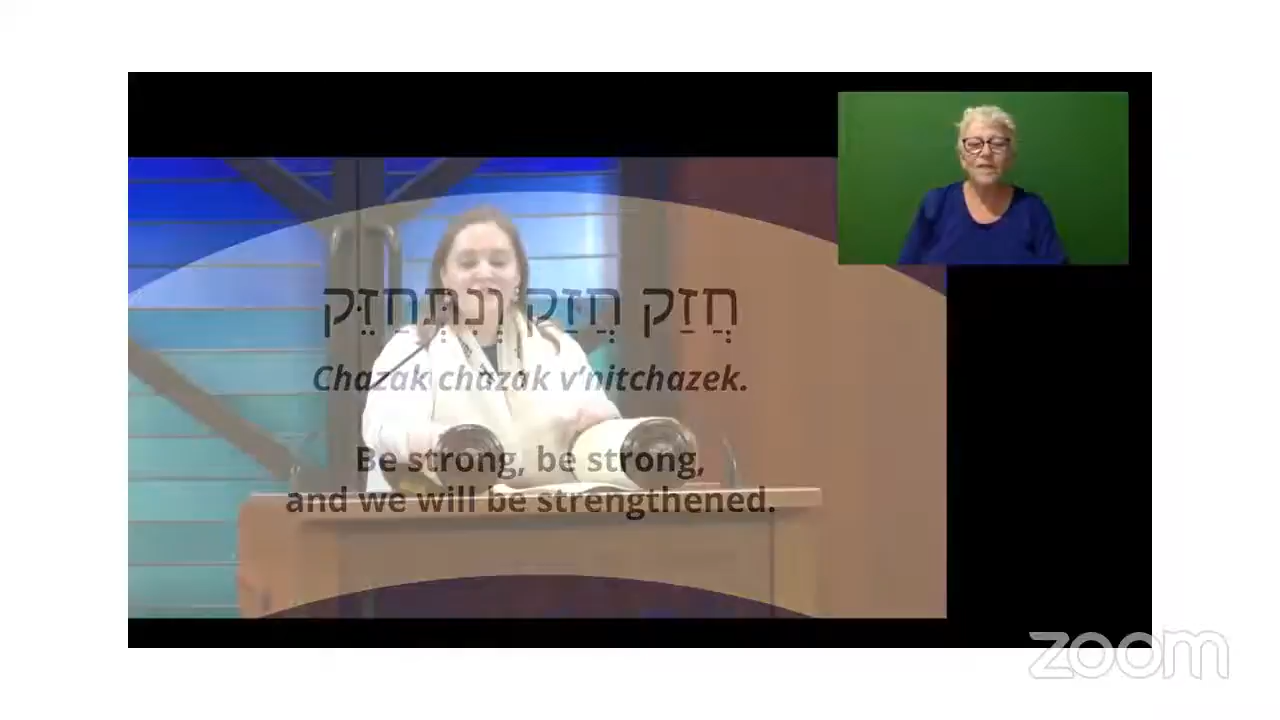 חֲזַק חֲזַק וְנִתְחַזֵּק
Chazak chazak v’nitchazek.
Be strong, be strong,
and we will be strengthened.
zoom